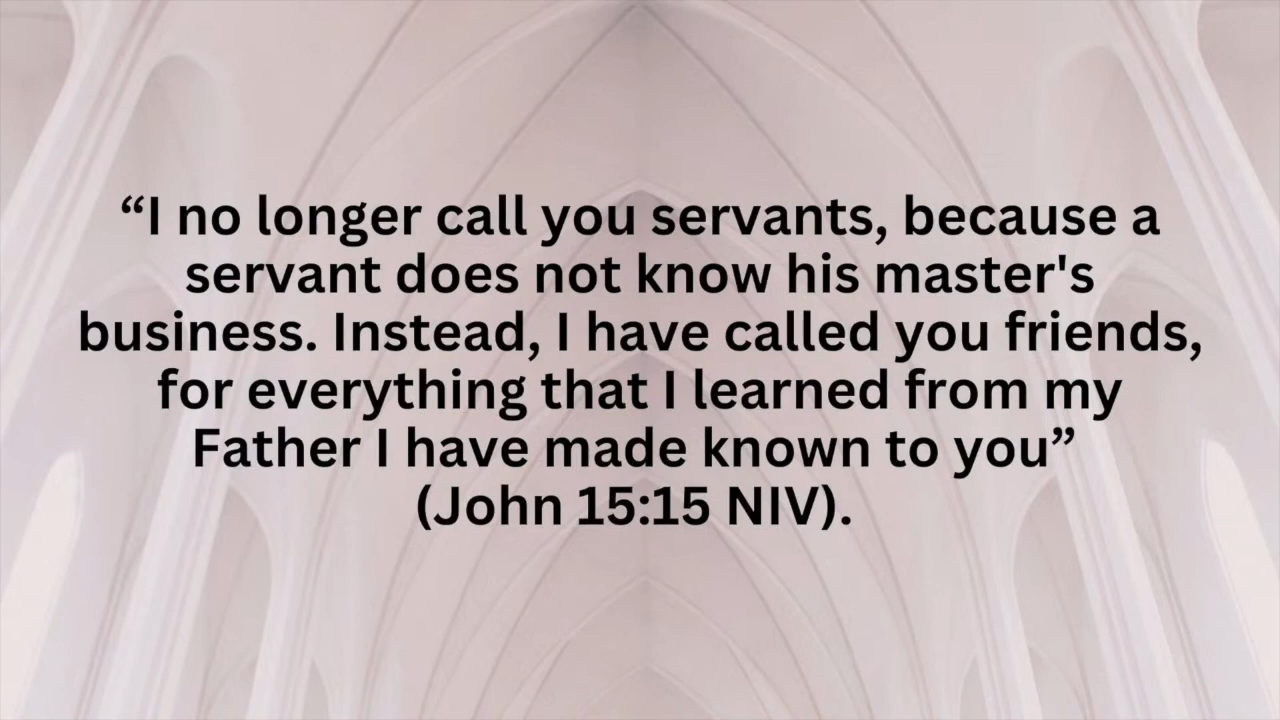 “I no longer call you servants, because a
servant does not know his master's
business. Instead, I have called you friends,
for everything that I learned from my
Father I have made known to you”
(John 15:15 NIV).